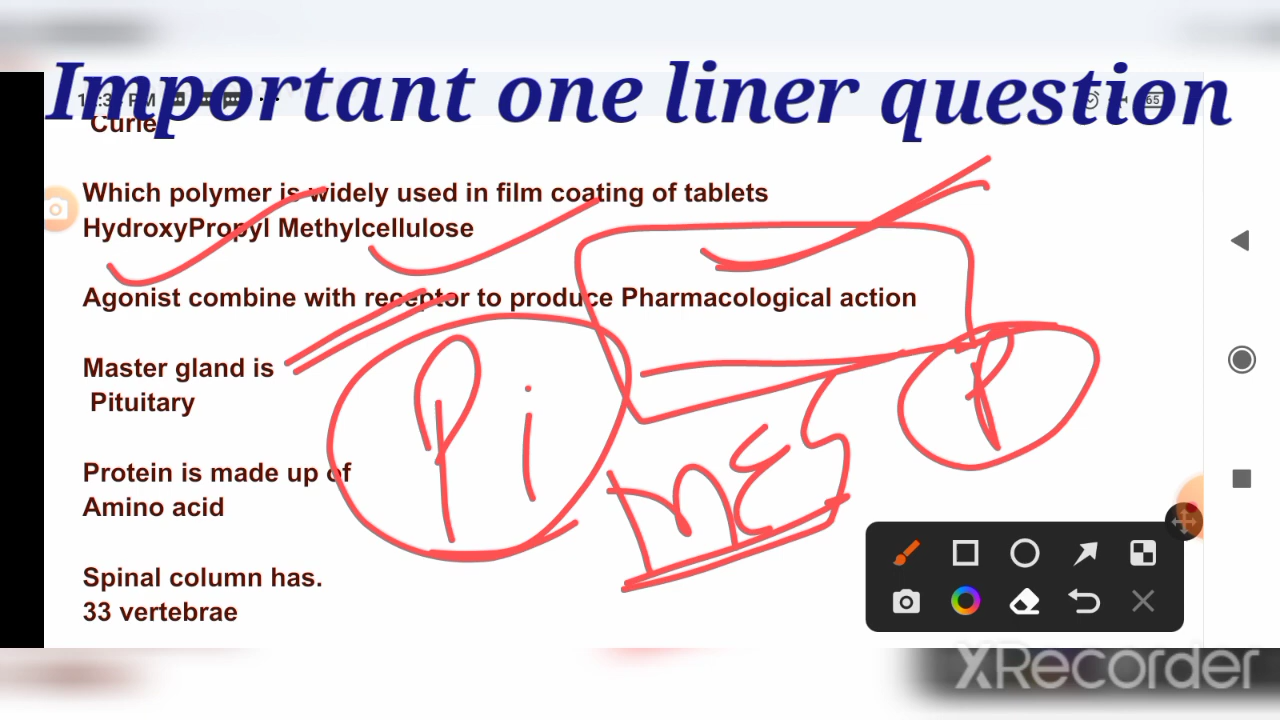 Important one liner question
Curie
Which polymer is widely used in film coating of tablets
HydroxyPropyl Methylcellulose
Agonist combine with receptor to produce Pharmacological action
Master gland is
Pituitary
Protein is made up of
Amino acid
Spinal column has.
33 vertebrae
Pi
P
XRecorder